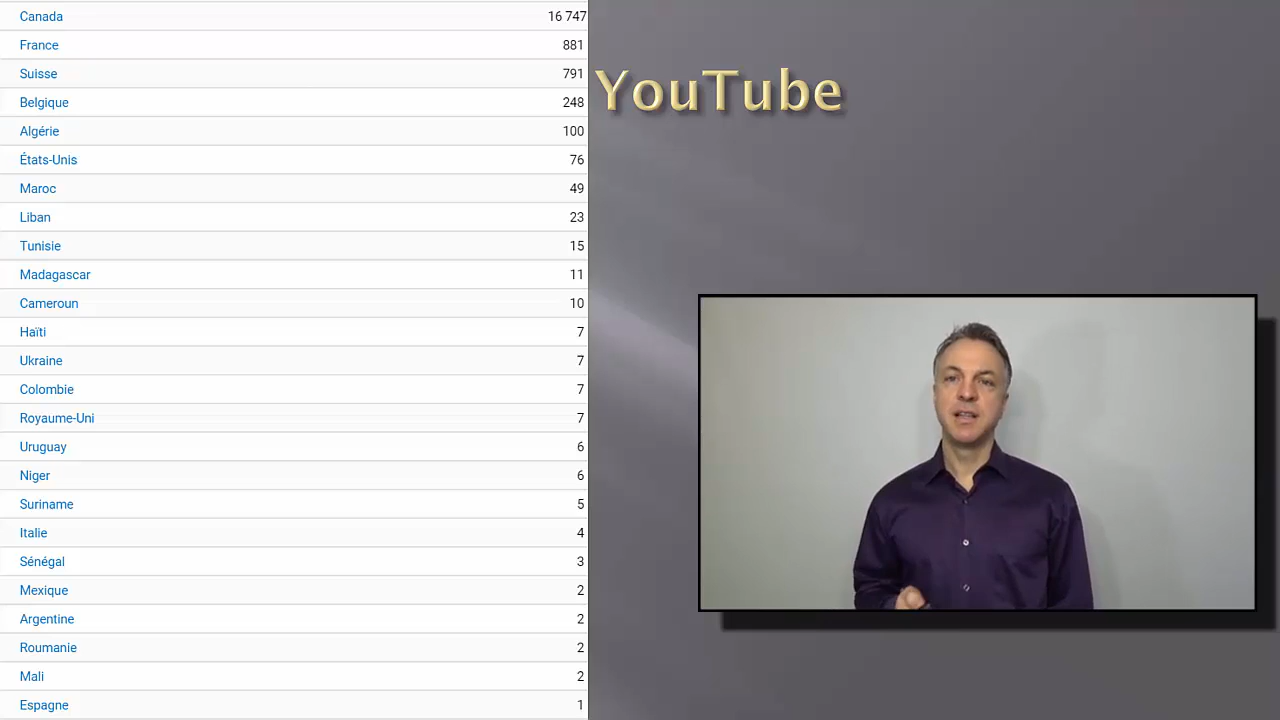 Canada 16 747
France 881
Suisse 791
Belgique 248
Algérie 100
États-Unis 76
Maroc 49
Liban 23
Tunisie 15
Madagascar 11
Cameroun 10
Haïti 7
Ukraine 7
Colombie 7
Royaume-Uni 7
Uruguay 6
Niger 6
Suriname 5
Italie 4
Sénégal 3
Mexique 2
Argentine 2
Roumanie 2
Mali 2
Espagne 1
YouTube